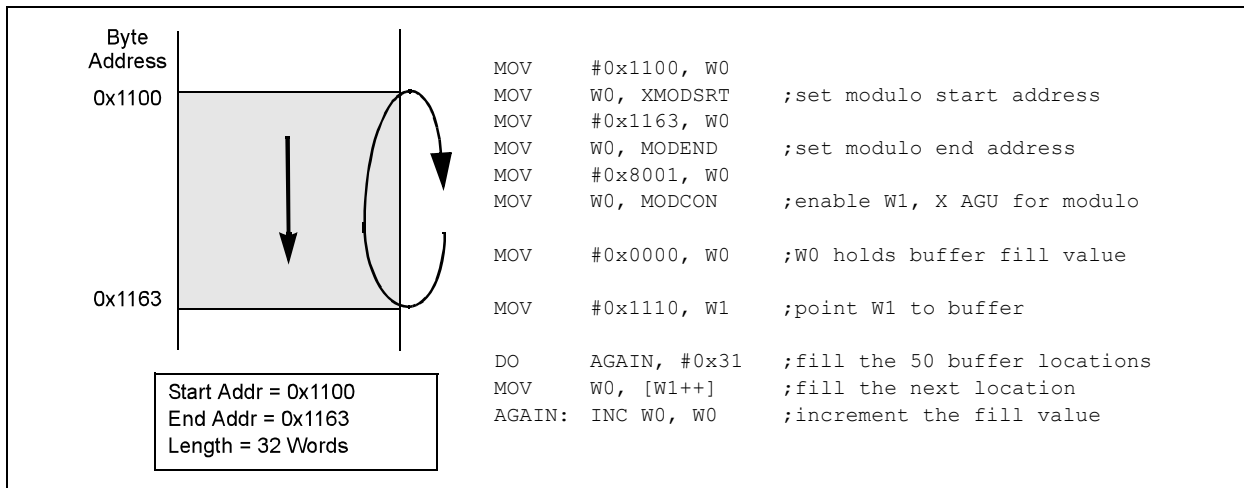 Byte
Address
0x1100
0x1163
Start Addr = 0x1100
End Addr = 0x1163
Length = 32 Words
MOV #0x1100, W0
MOV W0, XMODSRT ;set modulo start address
MOV #0x1163, W0
MOV W0, MODEND ;set modulo end address
MOV #0x8001, W0
MOV W0, MODCON ;enable W1, X AGU for modulo
MOV #0x0000, W0 ;W0 holds buffer fill value
MOV #0x1110, W1 ;point W1 to buffer
DO AGAIN, #0x31 ;fill the 50 buffer locations
MOV W0, [W1++] ;fill the next location
AGAIN: INC W0, W0 ;increment the fill value